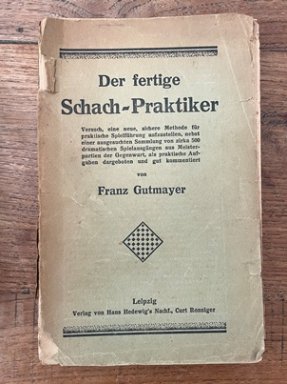 Der fertige
Schach-Praktiker
Versuch, eine neue, sichere Methode für
praktische Spielführung aufzustellen, nebst
einer ausgesuchten Sammlung von zirka 500
dramatischen Spielausgängen aus Meister-
partien der Gegenwart, als praktische Auf-
gaben dargeboten und gut kommentiert
von
Franz Gutmayer
Leipzig
Verlag von Hans Hedewig's Nachf., Curt Ronniger